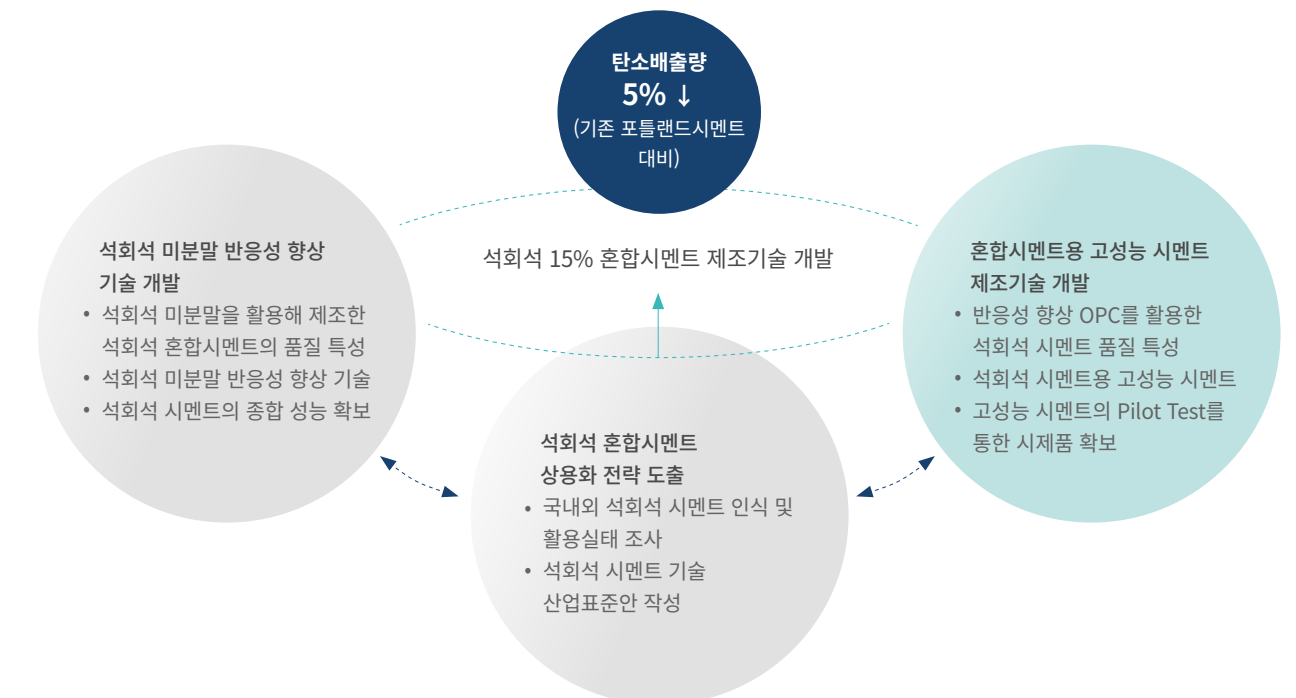 탄소배출량
5% ↓
(기존 포틀랜드시멘트
대비)
석회석 15% 혼합시멘트 제조기술 개발
석회석 미분말 반응성 향상
기술 개발
• 석회석 미분말을 활용해 제조한
석회석 혼합시멘트의 품질 특성
• 석회석 미분말 반응성 향상 기술
• 석회석 시멘트의 종합 성능 확보
석회석 혼합시멘트
상용화 전략 도출
• 국내외 석회석 시멘트 인식 및
활용실태 조사
• 석회석 시멘트 기술
산업표준안 작성
혼합시멘트용 고성능 시멘트
제조기술 개발
• 반응성 향상 OPC를 활용한
석회석 시멘트 품질 특성
• 석회석 시멘트용 고성능 시멘트
• 고성능 시멘트의 Pilot Test를
통한 시제품 확보